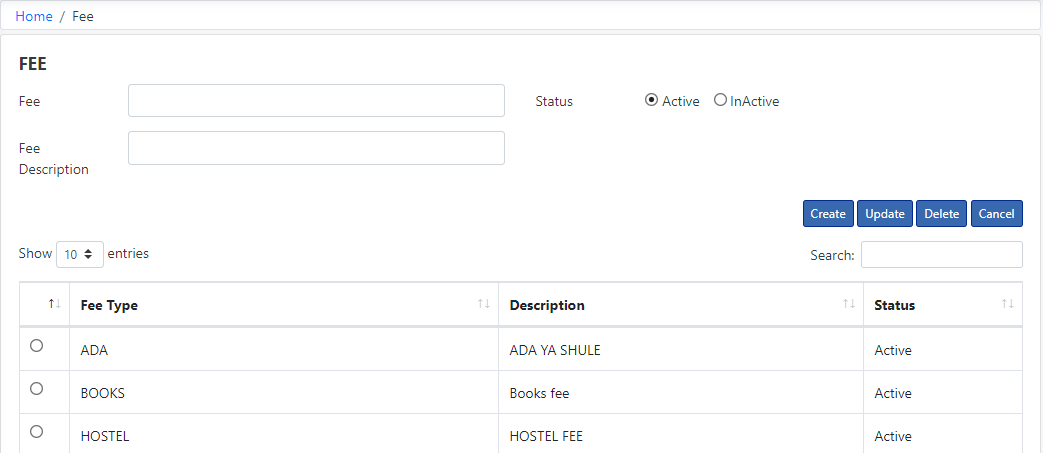 Home / Fee
FEE
Fee
Status Active InActive
Fee
Description
Create Update Delete Cancel
Show 10 entries Search:
Fee Type Description Status
ADA ADA YA SHULE Active
BOOKS Books fee Active
HOSTEL HOSTEL FEE Active